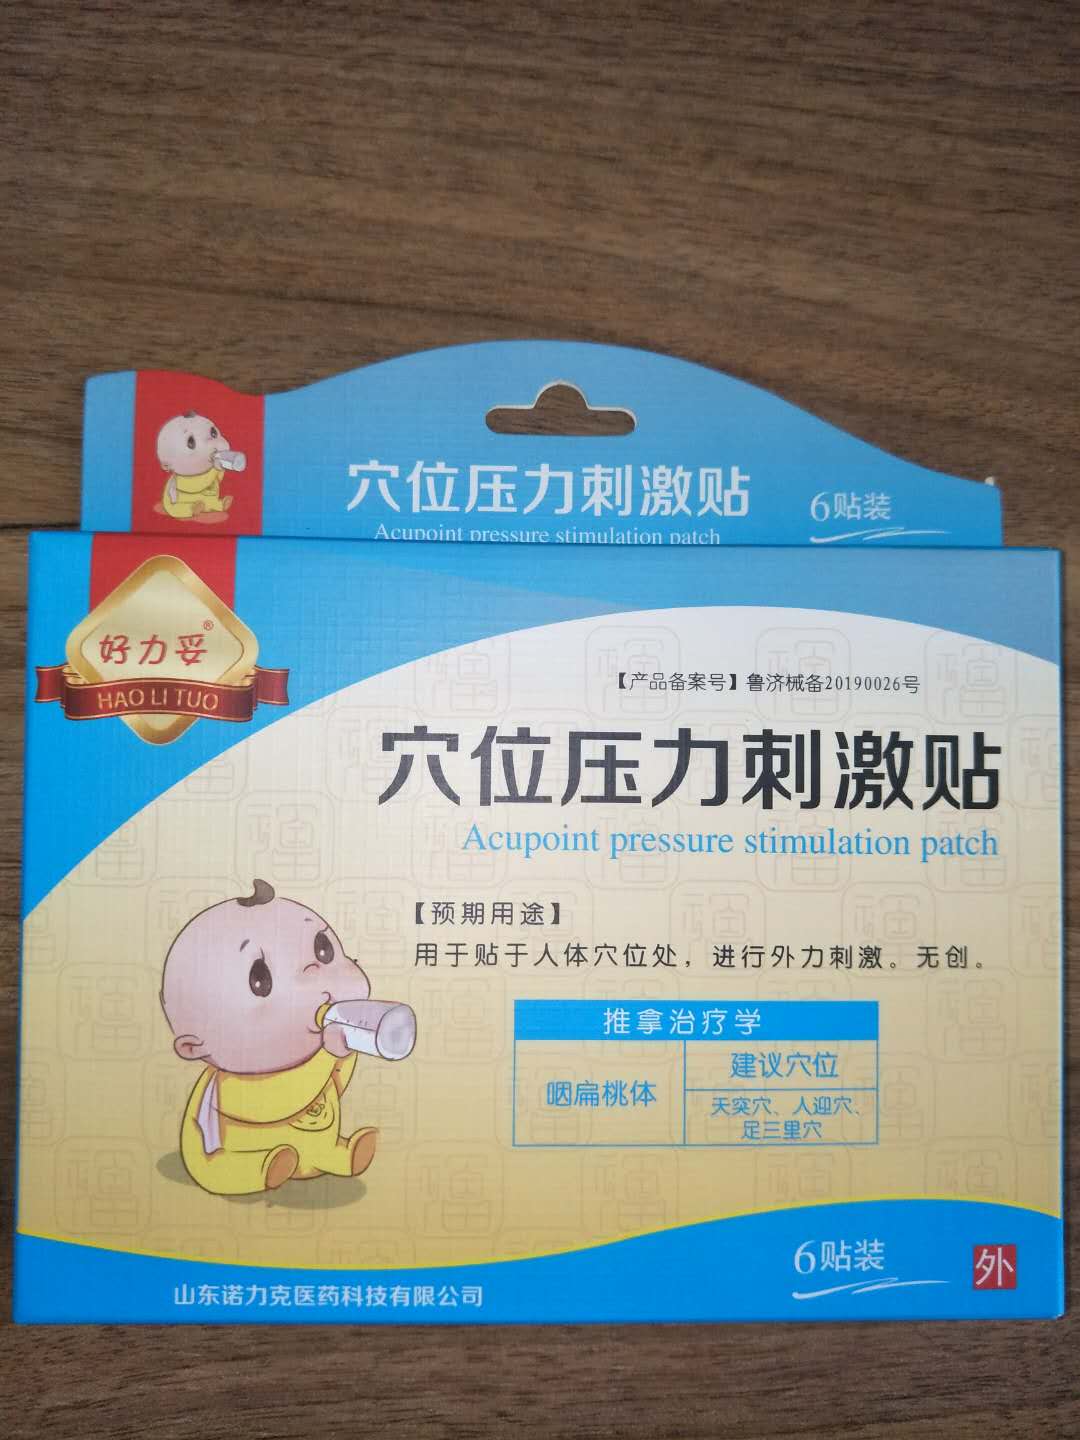 穴位压力刺激贴
6贴装
Acupoint pressure stimulation patch
好力妥®
HAO LI TUO
【产品备案号】鲁济械备20190026号
穴位压力刺激贴
Acupoint pressure stimulation patch
【预期用途】
用于贴于人体穴位处，进行外力刺激。无创。
推拿治疗学
咽扁桃体
建议穴位
天突穴、人迎穴、
足三里穴
6贴装
外
山东诺力克医药科技有限公司